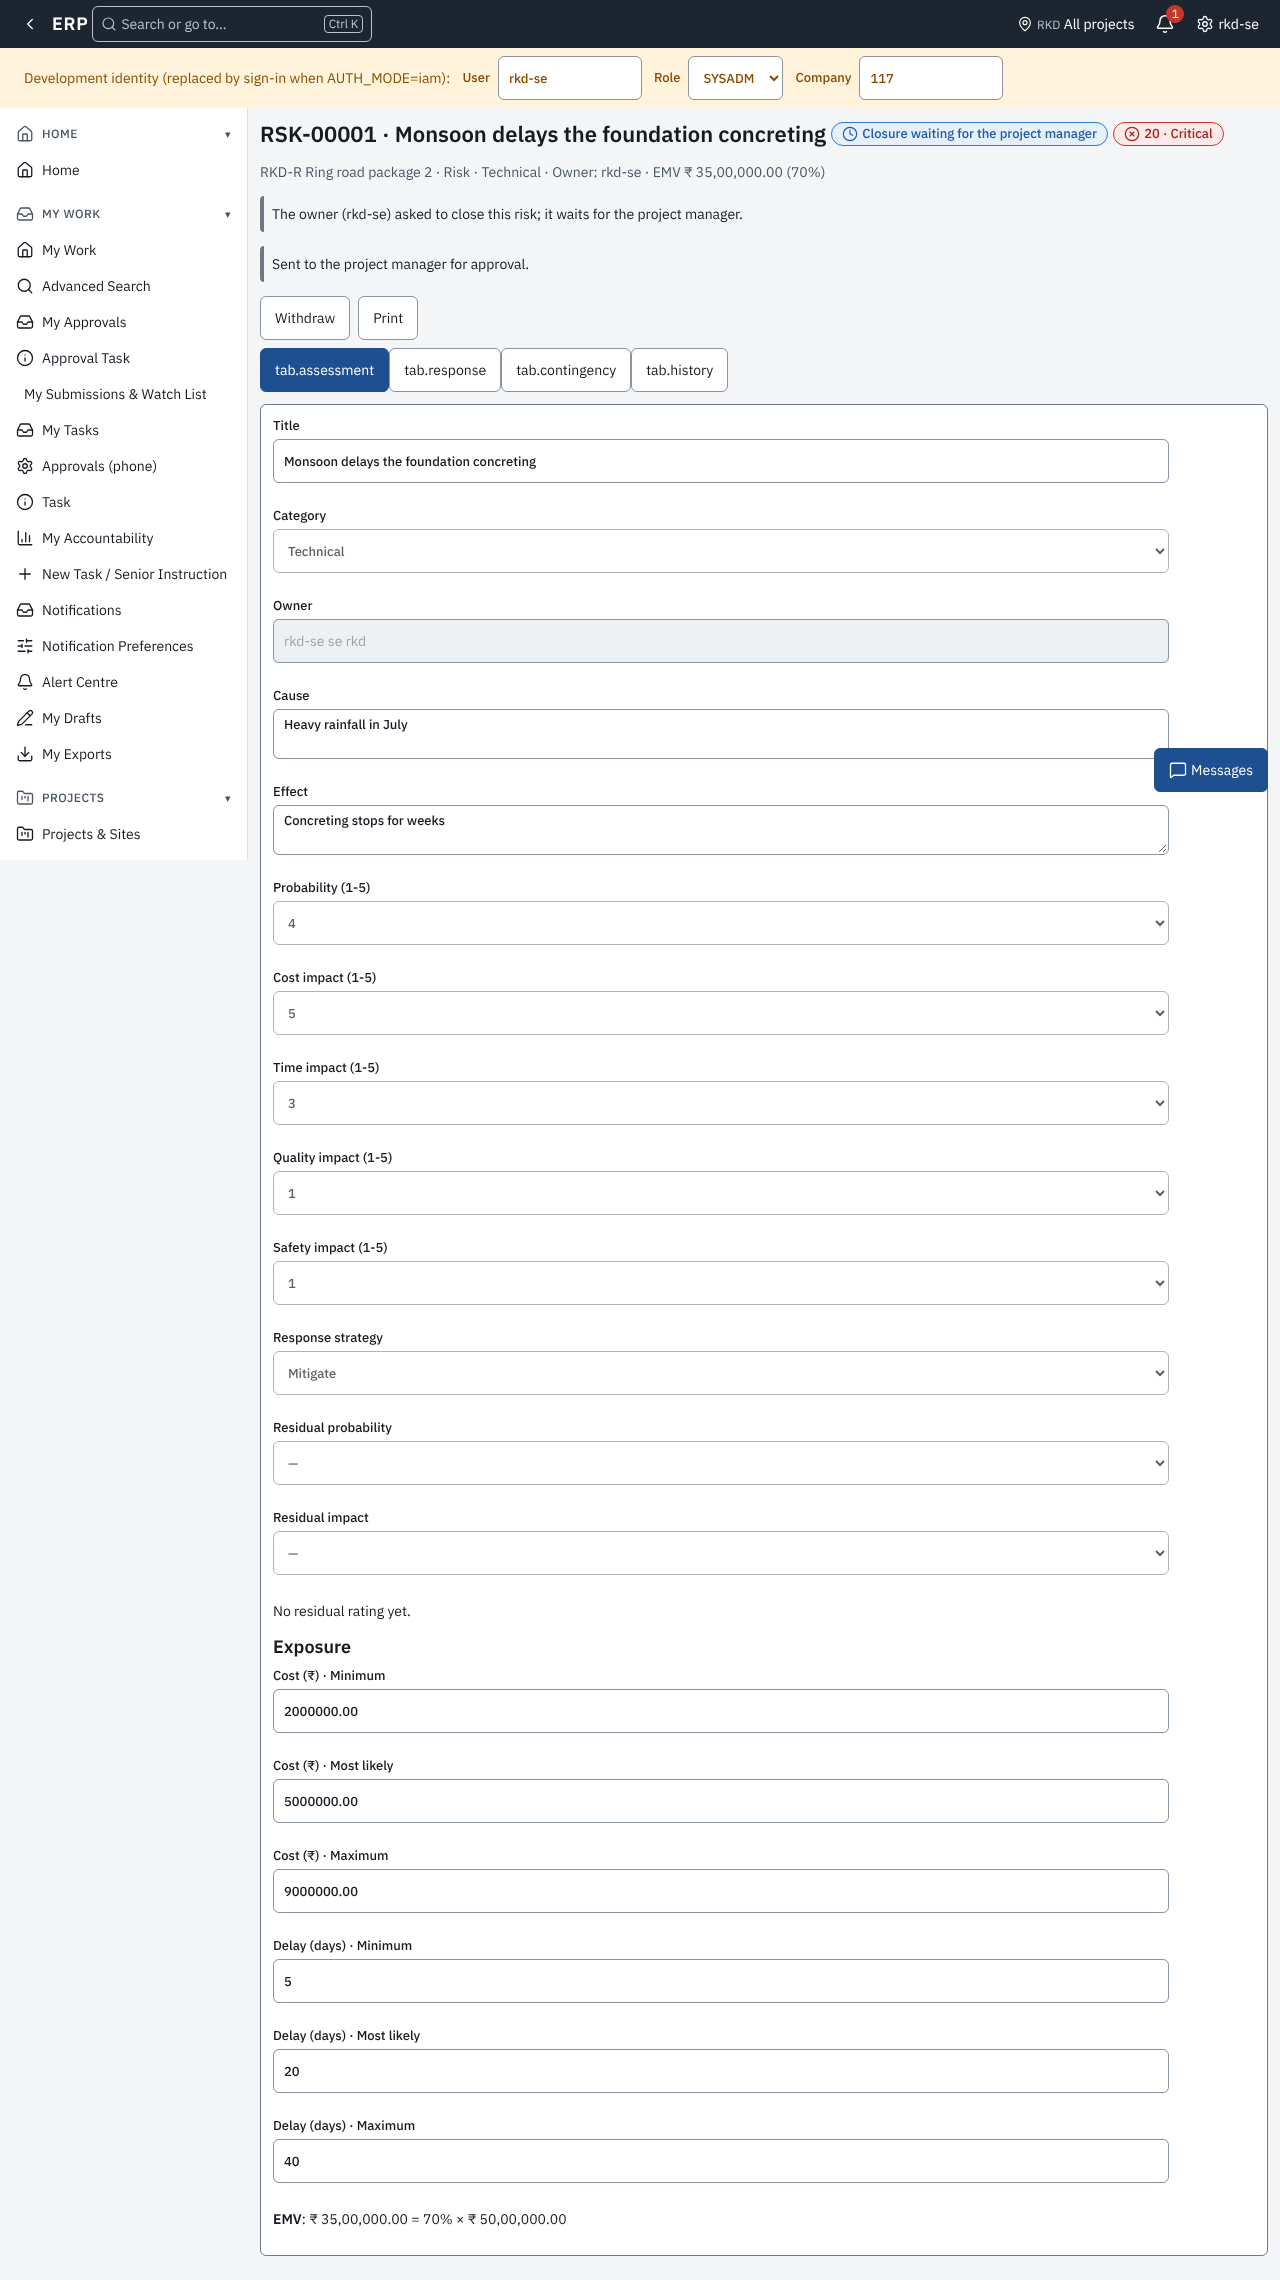 ERP
Search or go to... Ctrl K
RKD All projects
1
rkd-se
Development identity (replaced by sign-in when AUTH_MODE=iam): User rkd-se Role SYSADM Company 117
HOME
Home
MY WORK
My Work
Advanced Search
My Approvals
Approval Task
My Submissions & Watch List
My Tasks
Approvals (phone)
Task
My Accountability
New Task / Senior Instruction
Notifications
Notification Preferences
Alert Centre
My Drafts
My Exports
PROJECTS
Projects & Sites
RSK-00001 · Monsoon delays the foundation concreting
Closure waiting for the project manager
20 · Critical
RKD-R Ring road package 2 · Risk · Technical · Owner: rkd-se · EMV ₹ 35,00,000.00 (70%)
The owner (rkd-se) asked to close this risk; it waits for the project manager.
Sent to the project manager for approval.
Withdraw
Print
tab.assessment
tab.response
tab.contingency
tab.history
Title
Monsoon delays the foundation concreting
Category
Technical
Owner
rkd-se se rkd
Cause
Heavy rainfall in July
Messages
Effect
Concreting stops for weeks
Probability (1-5)
4
Cost impact (1-5)
5
Time impact (1-5)
3
Quality impact (1-5)
1
Safety impact (1-5)
1
Response strategy
Mitigate
Residual probability
—
Residual impact
—
No residual rating yet.
Exposure
Cost (₹) · Minimum
2000000.00
Cost (₹) · Most likely
5000000.00
Cost (₹) · Maximum
9000000.00
Delay (days) · Minimum
5
Delay (days) · Most likely
20
Delay (days) · Maximum
40
EMV: ₹ 35,00,000.00 = 70% × ₹ 50,00,000.00